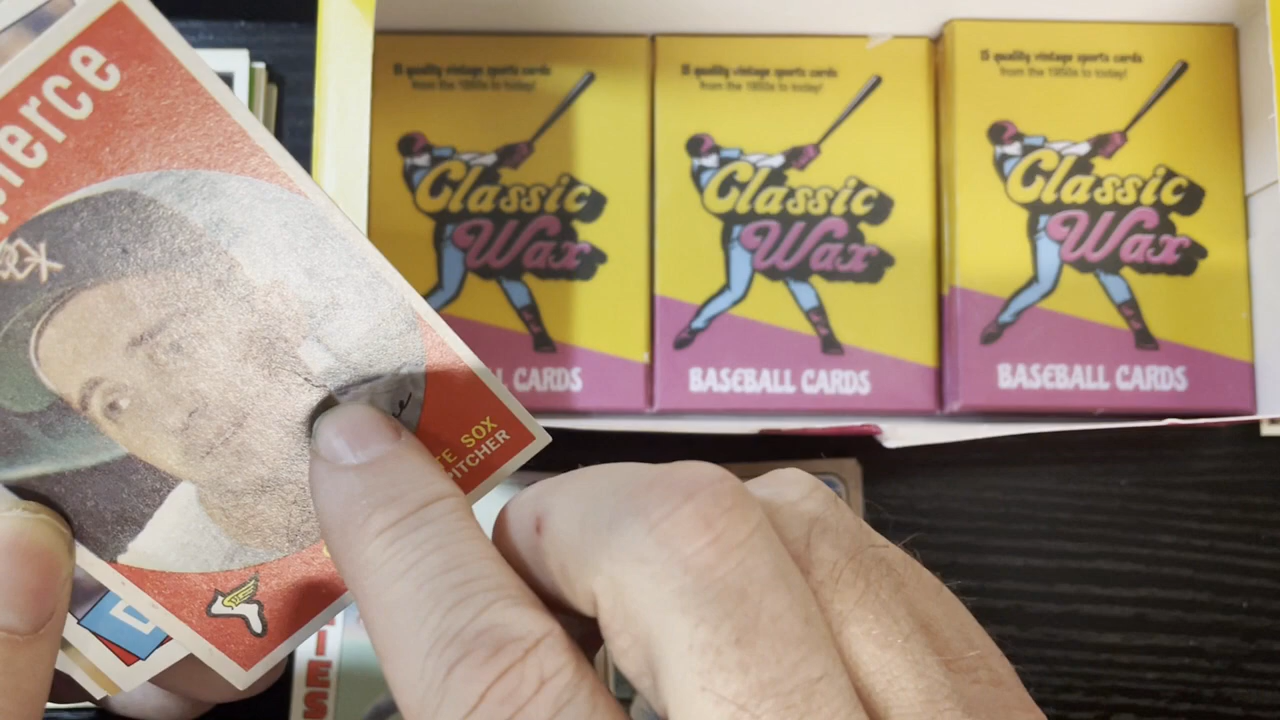 pierce
TE SOX
PITCHER
15 quality vintage sports cards
from the 1950s to today!
Classic
Wax
L CARDS
15 quality vintage sports cards
from the 1950s to today!
Classic
Wax
BASEBALL CARDS
15 quality vintage sports cards
from the 1950s to today!
Classic
Wax
BASEBALL CARDS
IES